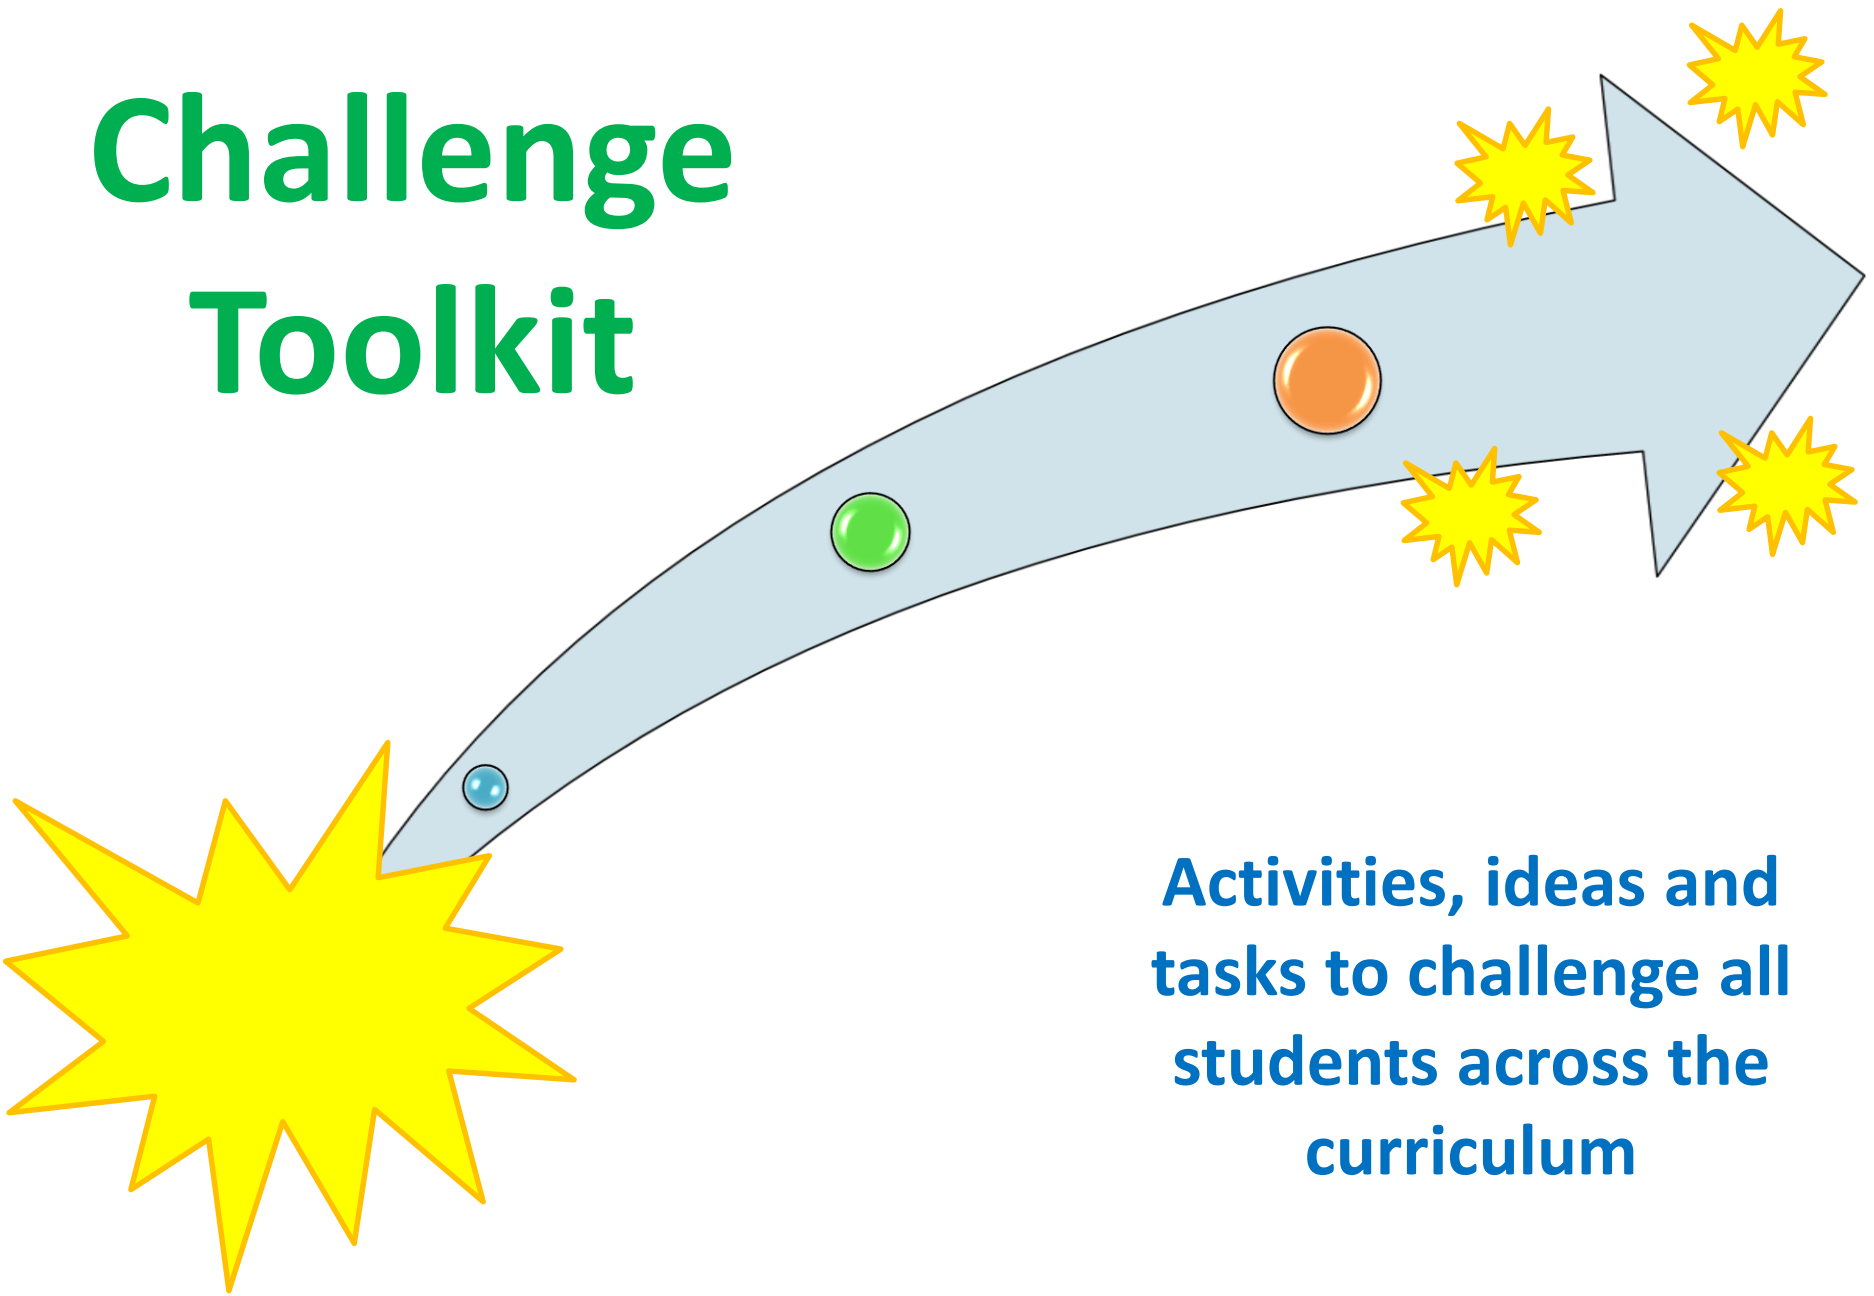 Challenge
Toolkit
Activities, ideas and
tasks to challenge all
students across the
curriculum